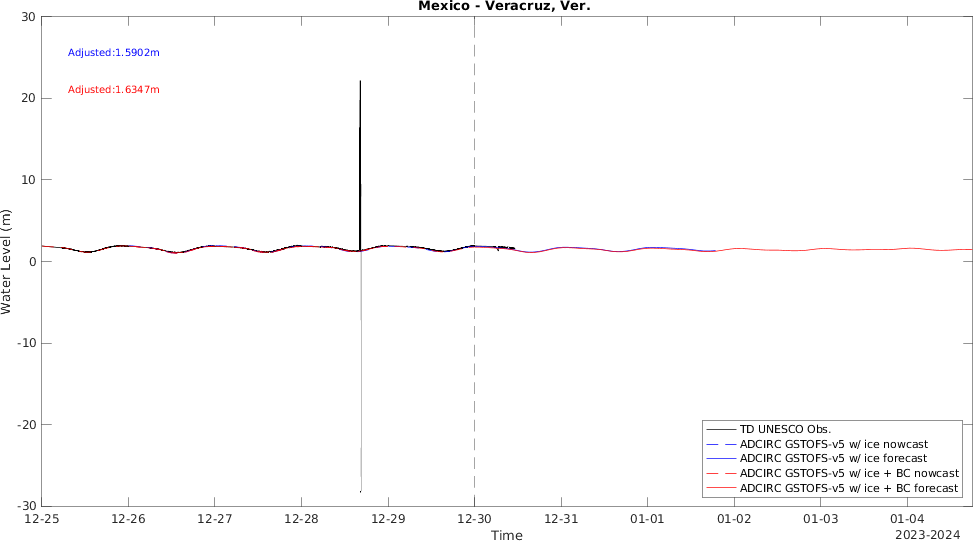 Mexico - Veracruz, Ver.
30
20
10
0
-10
-20
-30
Water Level (m)
Adjusted:1.5902m
Adjusted:1.6347m
TD UNESCO Obs.
ADCIRC GSTOFS-v5 w/ ice nowcast
ADCIRC GSTOFS-v5 w/ ice forecast
ADCIRC GSTOFS-v5 w/ ice + BC nowcast
ADCIRC GSTOFS-v5 w/ ice + BC forecast
12-25 12-26 12-27 12-28 12-29 12-30 12-31 01-01 01-02 01-03 01-04
Time
2023-2024